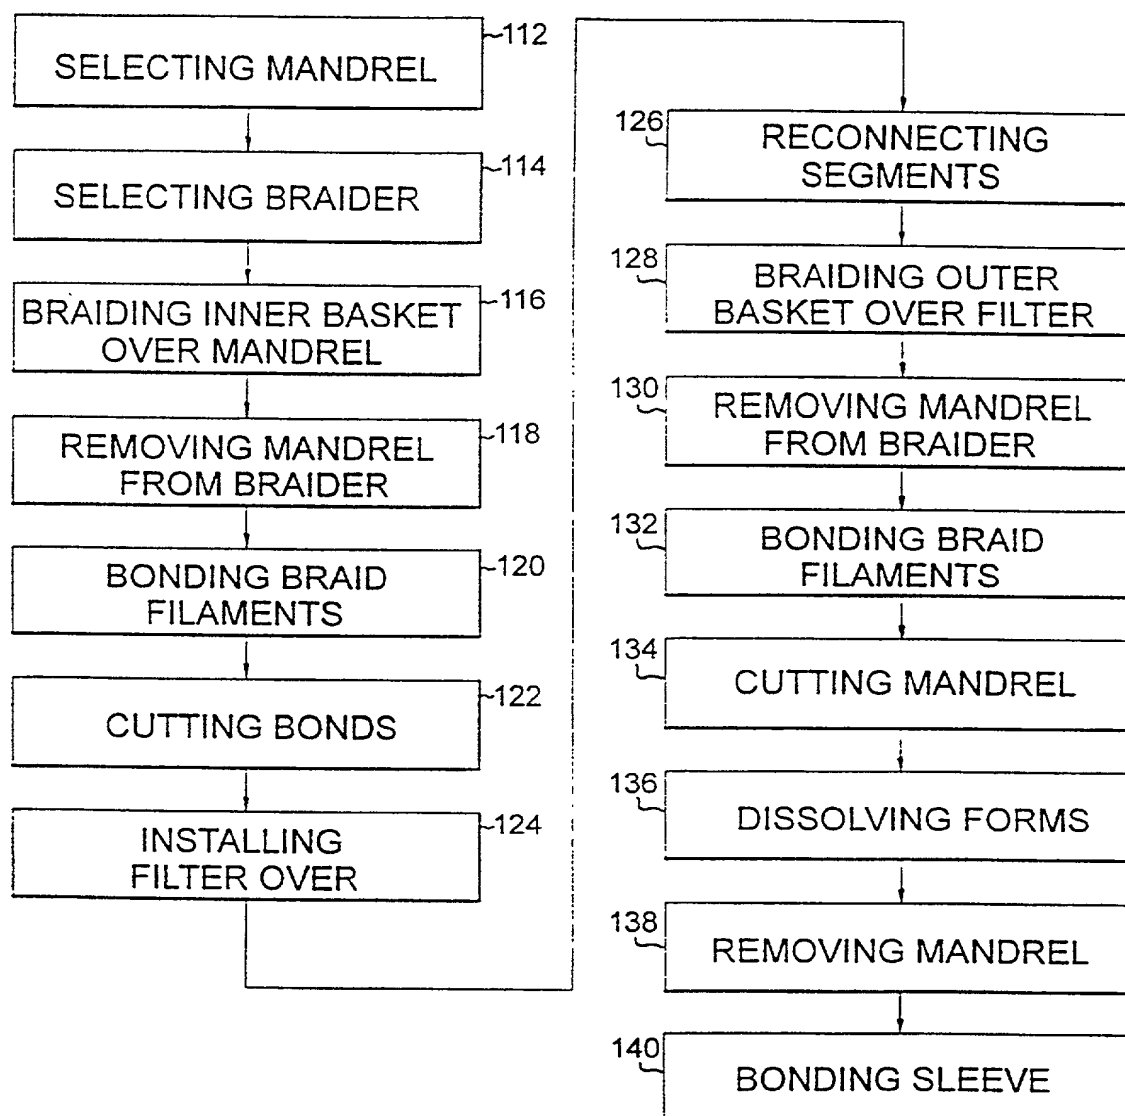 SELECTING MANDREL
112
SELECTING BRAIDER
114
BRAIDING INNER BASKET
OVER MANDREL
116
REMOVING MANDREL
FROM BRAIDER
118
BONDING BRAID
FILAMENTS
120
CUTTING BONDS
122
INSTALLING
FILTER OVER
124
126
RECONNECTING
SEGMENTS
128
BRAIDING OUTER
BASKET OVER FILTER
130
REMOVING MANDREL
FROM BRAIDER
132
BONDING BRAID
FILAMENTS
134
CUTTING MANDREL
136
DISSOLVING FORMS
138
REMOVING MANDREL
140
BONDING SLEEVE